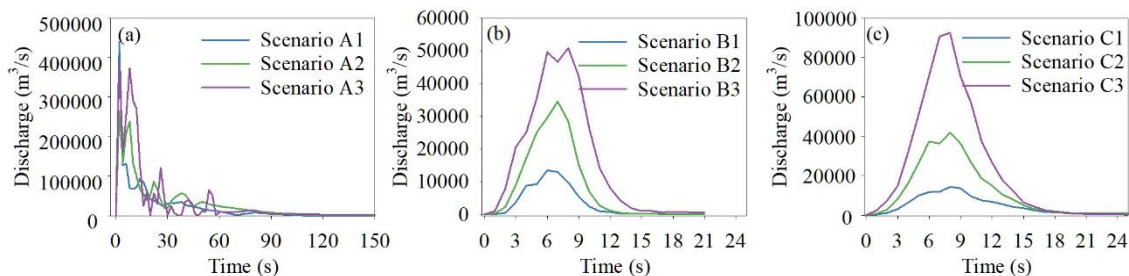 (a)
Scenario A1
Scenario A2
Scenario A3
Discharge (m³/s)
500000
400000
300000
200000
100000
0
0 30 60 90 120 150
Time (s)
(b)
Scenario B1
Scenario B2
Scenario B3
Discharge (m³/s)
60000
50000
40000
30000
20000
10000
0
0 3 6 9 12 15 18 21 24
Time (s)
(c)
Scenario C1
Scenario C2
Scenario C3
Discharge (m³/s)
100000
80000
60000
40000
20000
0
0 3 6 9 12 15 18 21 24
Time (s)